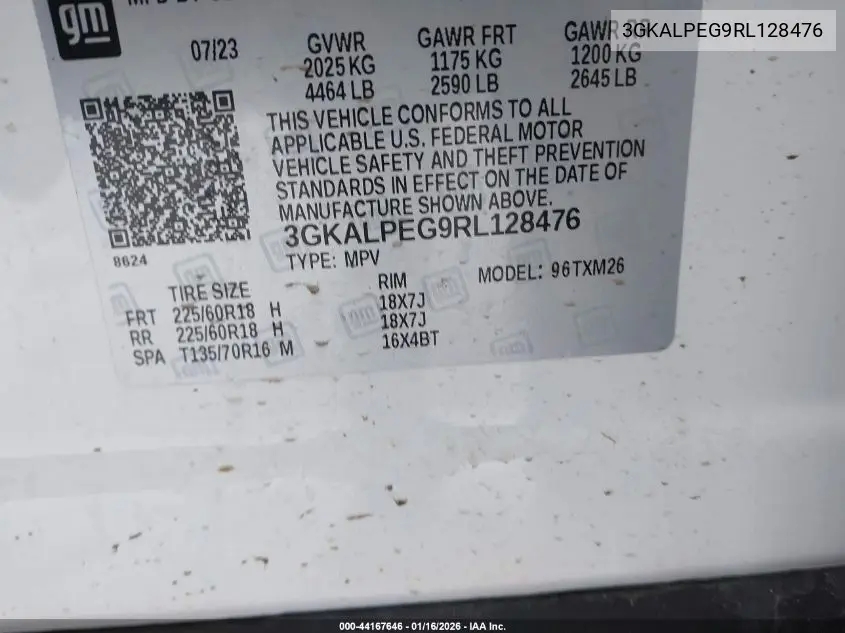 gm
3GKALPEG9RL128476
07/23
GVWR
2025 KG
4464 LB
GAWR FRT
1175 KG
2590 LB
GAWR
1200 KG
2645 LB
THIS VEHICLE CONFORMS TO ALL
APPLICABLE U.S. FEDERAL MOTOR
VEHICLE SAFETY AND THEFT PREVENTION
STANDARDS IN EFFECT ON THE DATE OF
MANUFACTURE SHOWN ABOVE.
3GKALPEG9RL128476
8624
TYPE: MPV
MODEL: 96TXM26
TIRE SIZE RIM
FRT 225/60R18 H 18X7J
RR 225/60R18 H 18X7J
SPA T135/70R16 M 16X4BT
gm
000-44167646 - 01/16/2026 - IAA Inc.